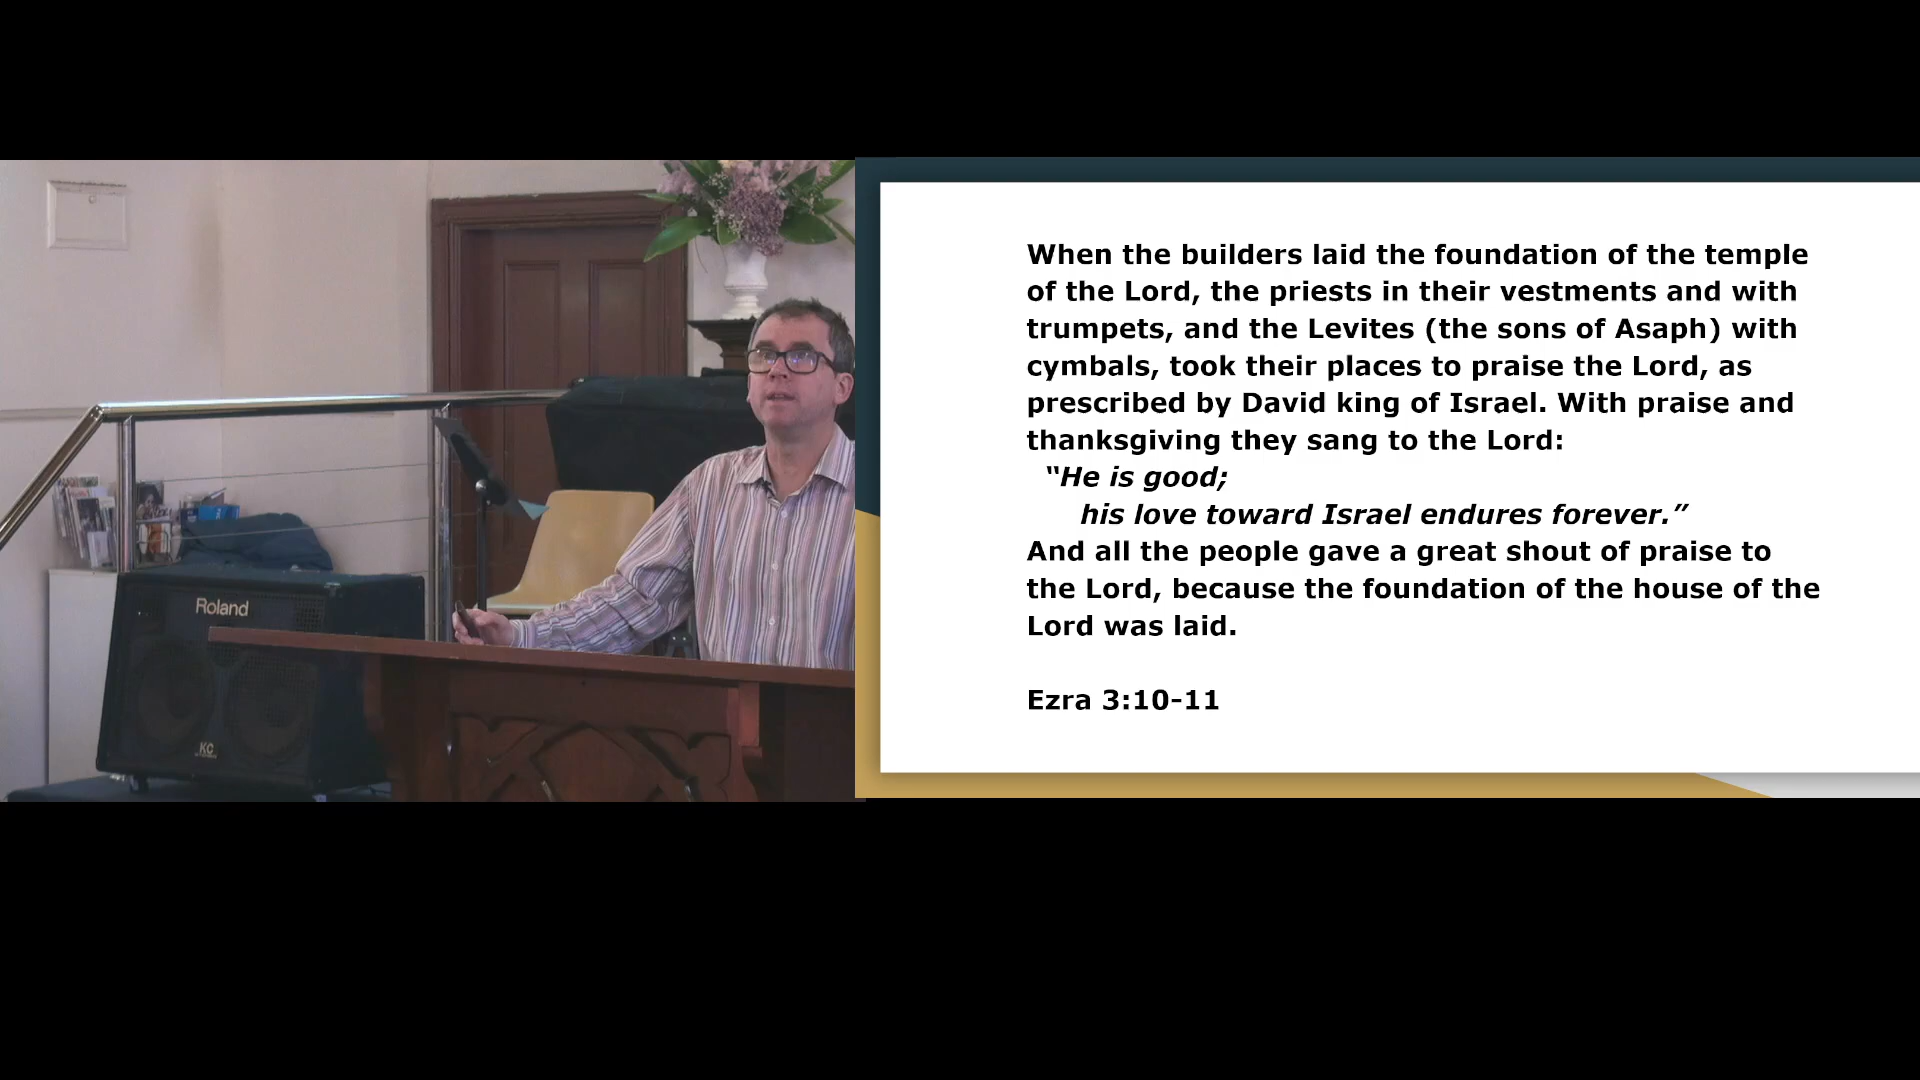 When the builders laid the foundation of the temple
of the Lord, the priests in their vestments and with
trumpets, and the Levites (the sons of Asaph) with
cymbals, took their places to praise the Lord, as
prescribed by David king of Israel. With praise and
thanksgiving they sang to the Lord:
“He is good;
his love toward Israel endures forever.”
And all the people gave a great shout of praise to
the Lord, because the foundation of the house of the
Lord was laid.
Ezra 3:10-11
Roland
KC